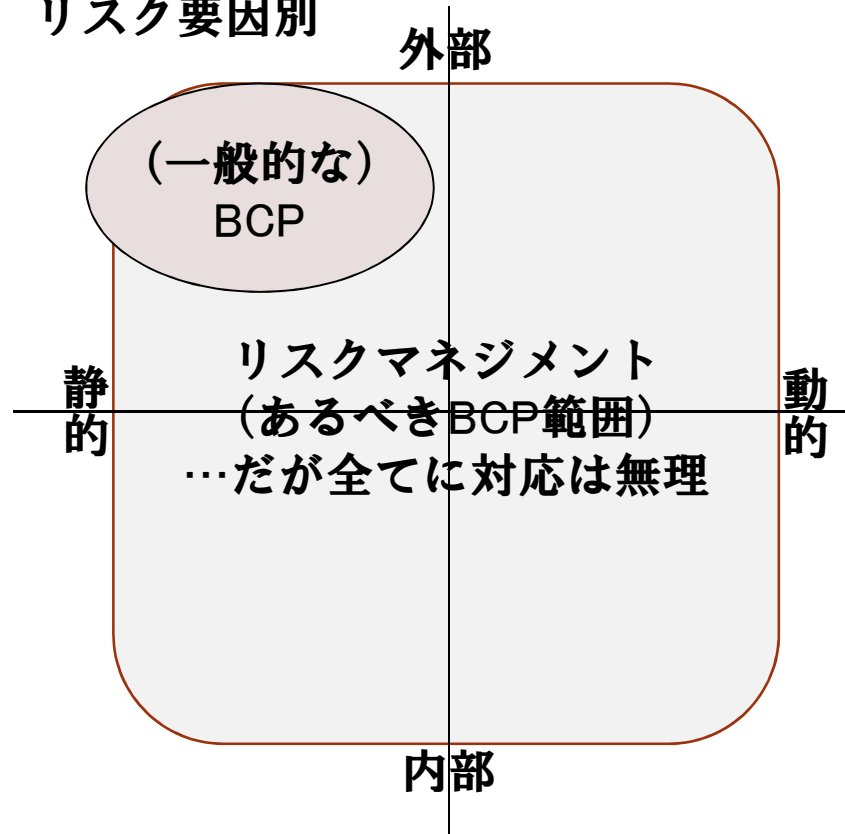 リスク要因別
外部
（一般的な）
BCP
リスクマネジメント
静的
（あるべきBCP範囲）
動的
…だが全てに対応は無理
内部